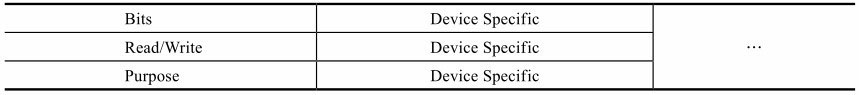 Bits Device Specific
Read/Write Device Specific ...
Purpose Device Specific